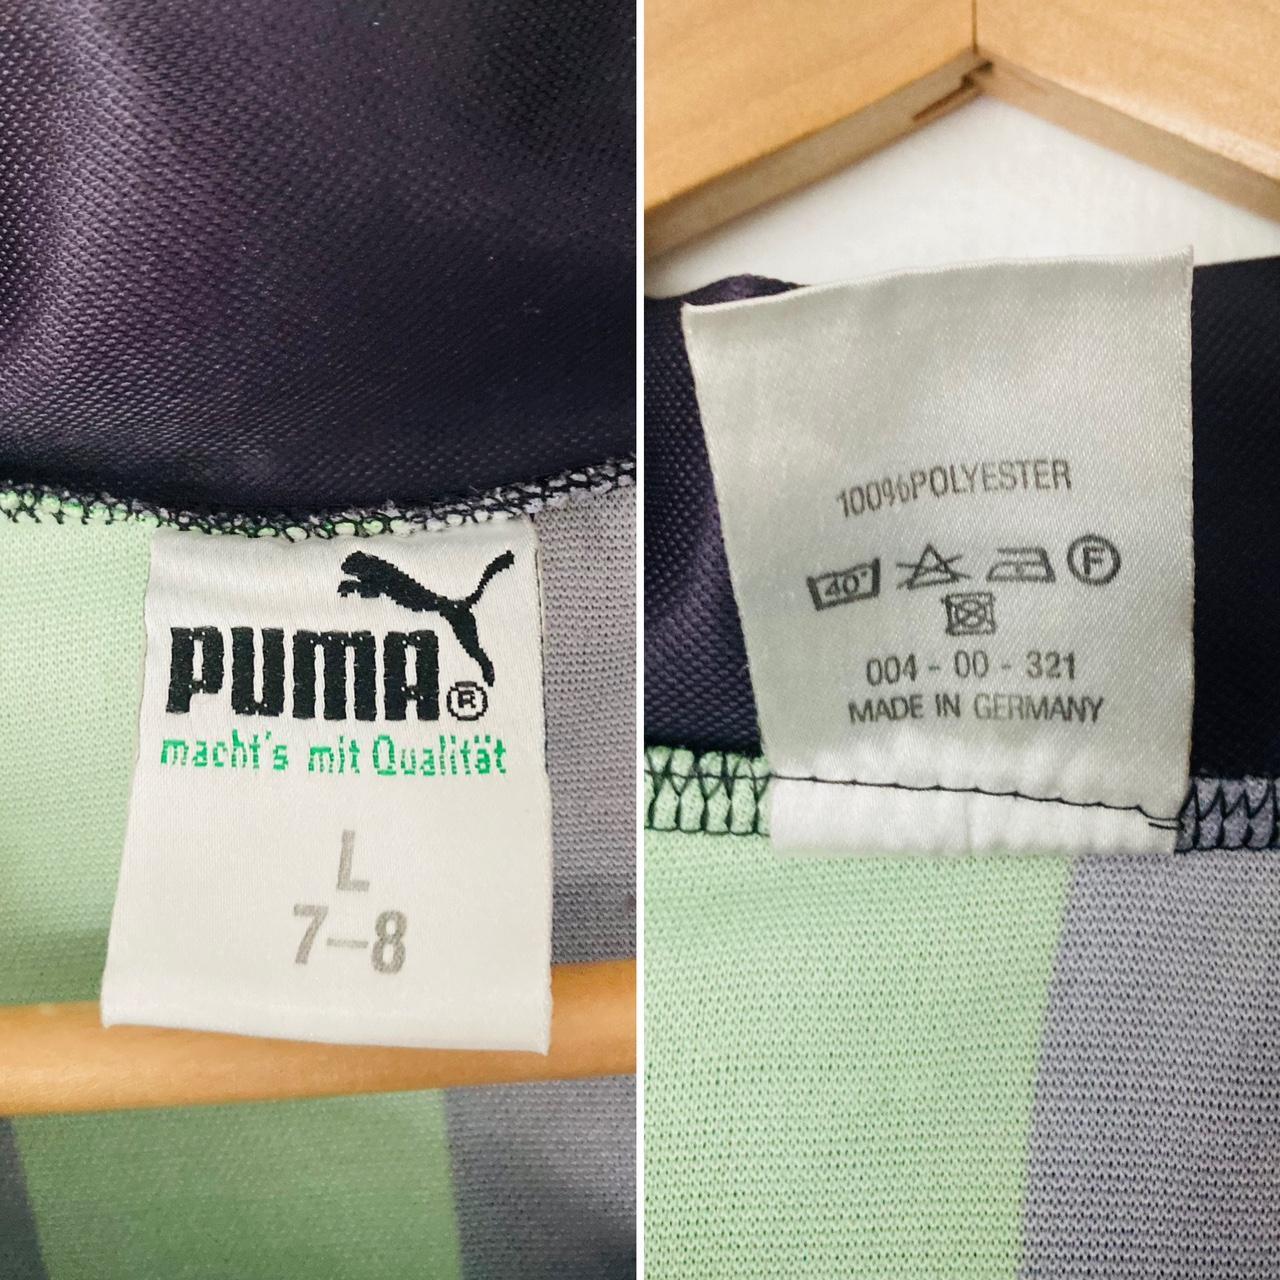 PUMA®
macht's mit Qualität
L
7–8
100%POLYESTER
40° F
004 - 00 - 321
MADE IN GERMANY